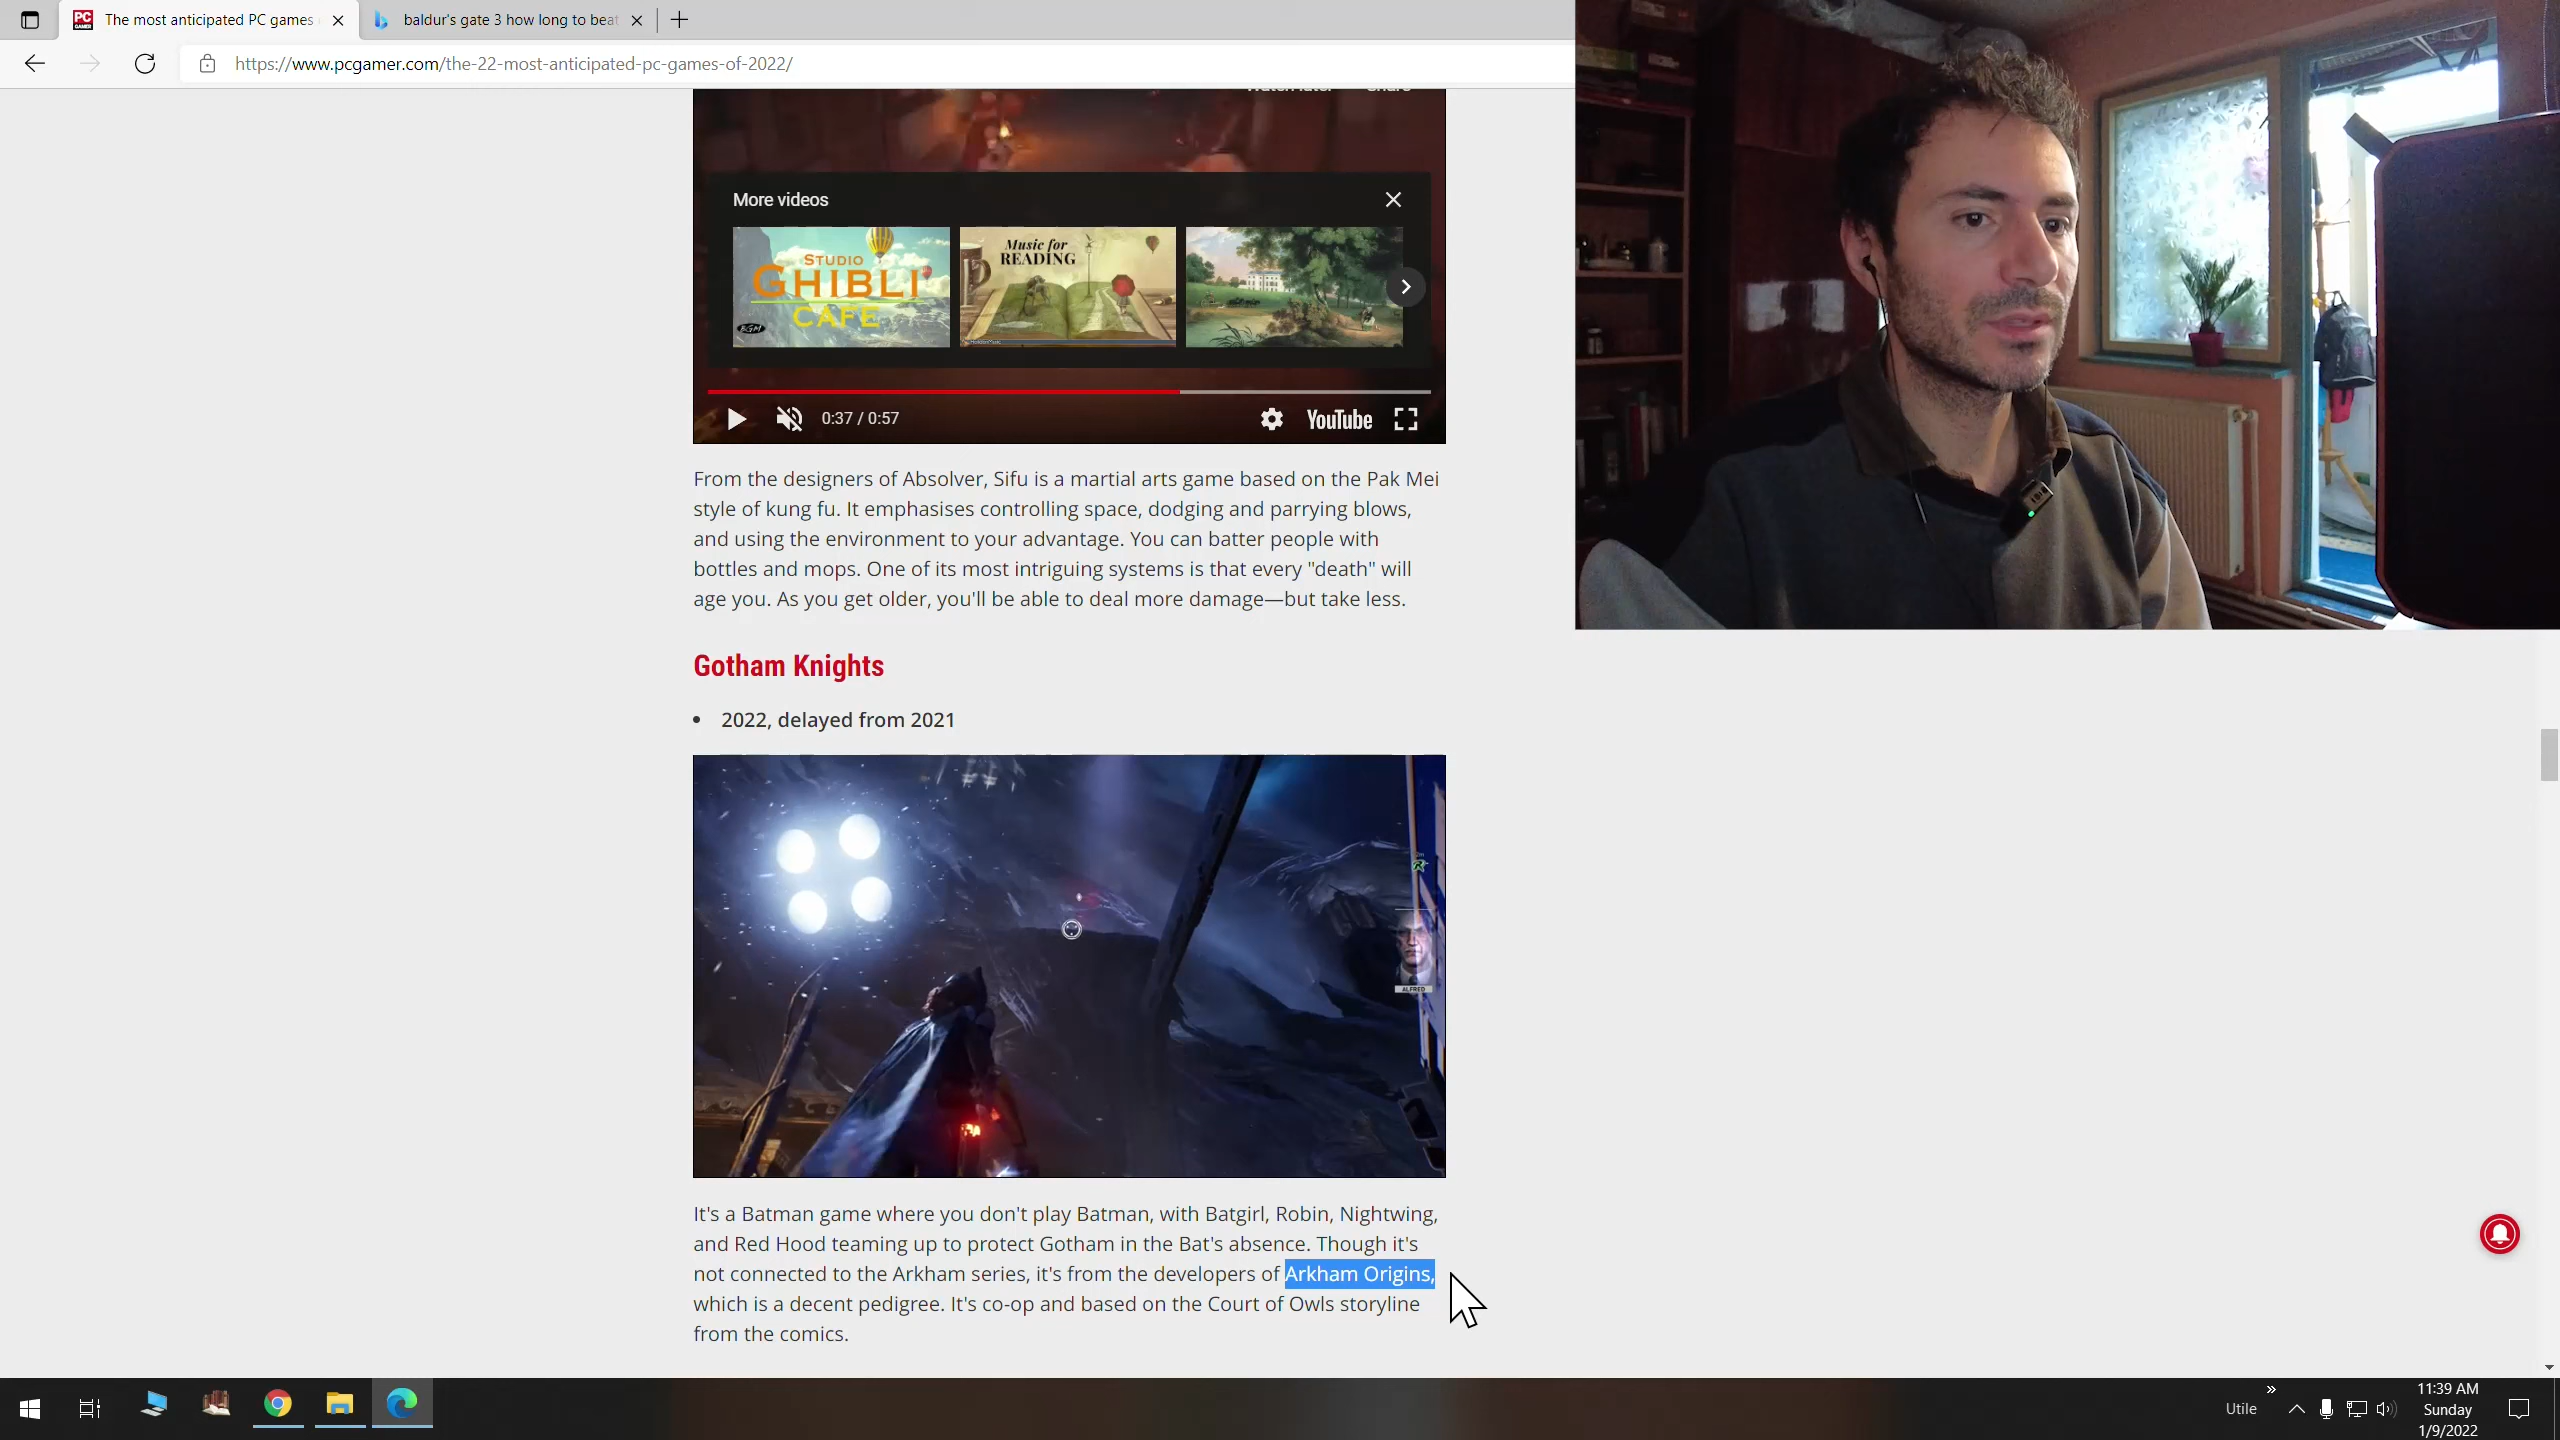 The most anticipated PC games
baldur's gate 3 how long to beat
https://www.pcgamer.com/the-22-most-anticipated-pc-games-of-2022/
More videos
STUDIO
GHIBLI
CAFE
BGM
Music for
READING
0:37 / 0:57
YouTube
From the designers of Absolver, Sifu is a martial arts game based on the Pak Mei
style of kung fu. It emphasises controlling space, dodging and parrying blows,
and using the environment to your advantage. You can batter people with
bottles and mops. One of its most intriguing systems is that every "death" will
age you. As you get older, you'll be able to deal more damage—but take less.
Gotham Knights
• 2022, delayed from 2021
ALFRED
It's a Batman game where you don't play Batman, with Batgirl, Robin, Nightwing,
and Red Hood teaming up to protect Gotham in the Bat's absence. Though it's
not connected to the Arkham series, it's from the developers of Arkham Origins,
which is a decent pedigree. It's co-op and based on the Court of Owls storyline
from the comics.
Utile
11:39 AM
Sunday
1/9/2022